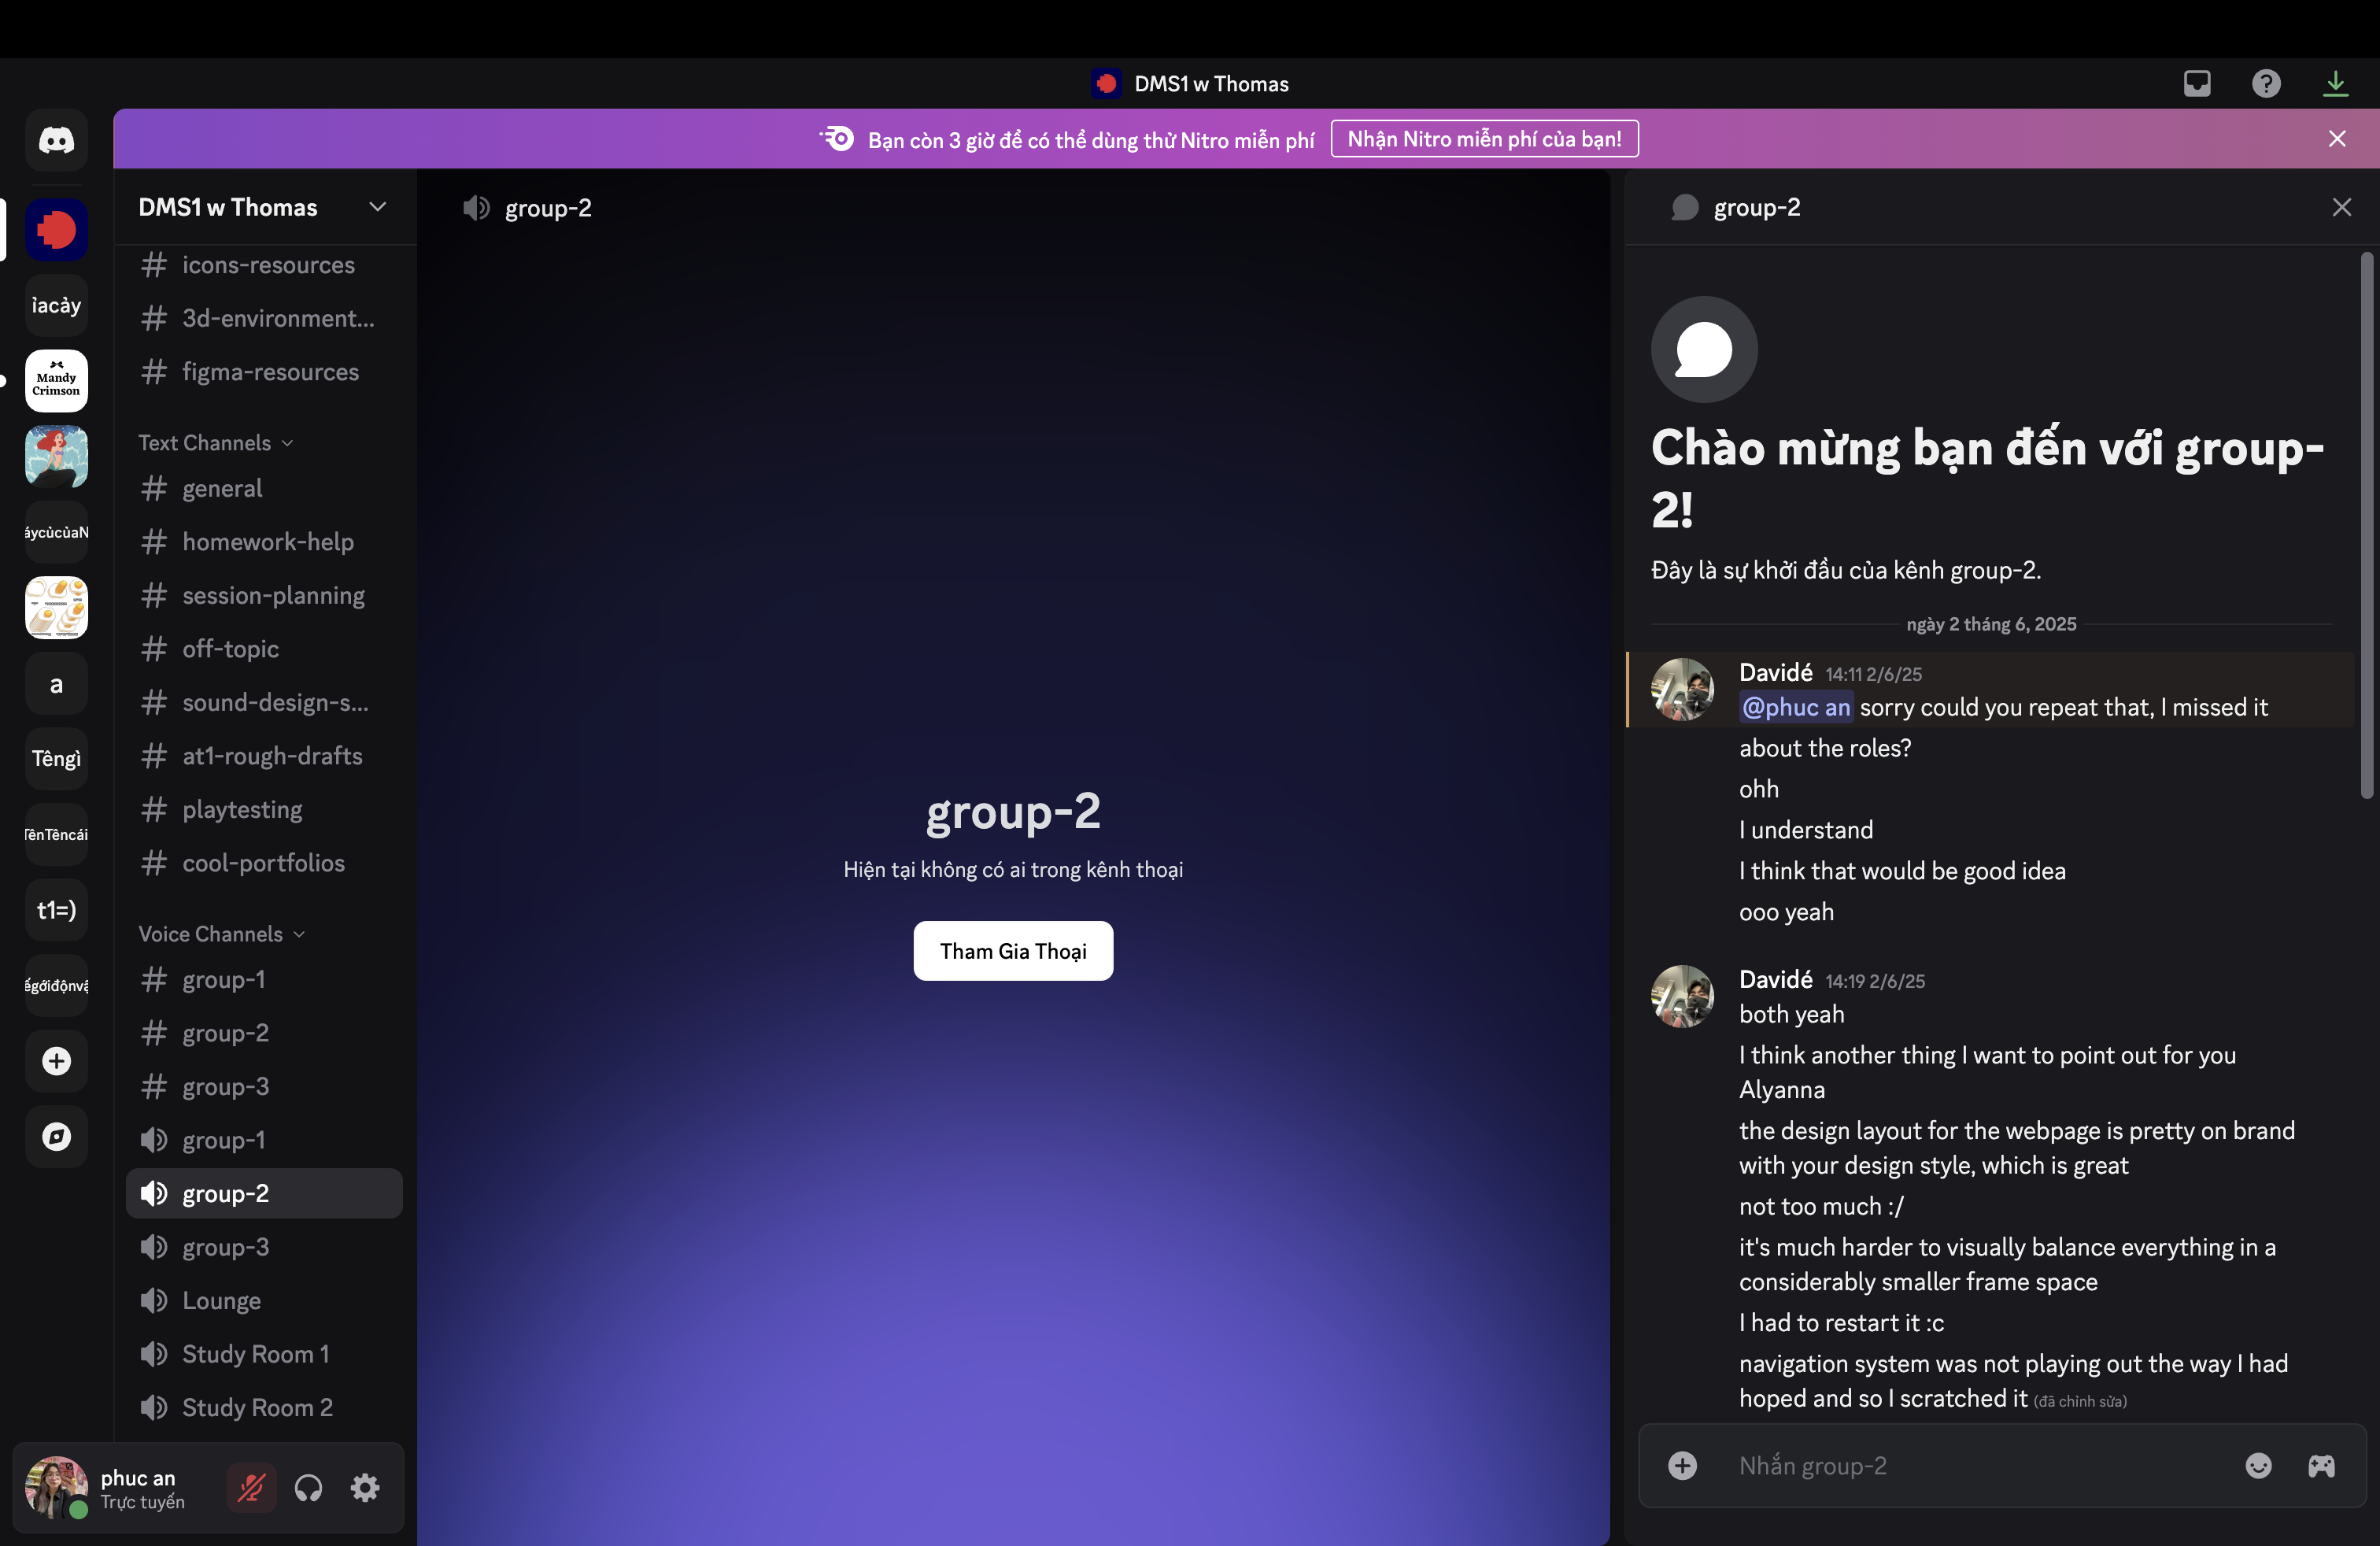 DMS1 w Thomas
Bạn còn 3 giờ để có thể dùng thử Nitro miễn phí
Nhận Nitro miễn phí của bạn!
ỉacảy
Mandy
Crimson
a
Têngì
t1=)
DMS1 w Thomas
icons-resources
3d-environment...
figma-resources
Text Channels
general
homework-help
session-planning
off-topic
sound-design-s...
at1-rough-drafts
playtesting
cool-portfolios
Voice Channels
group-1
group-2
group-3
group-1
group-2
group-3
Lounge
Study Room 1
Study Room 2
phuc an
Trực tuyến
group-2
group-2
Hiện tại không có ai trong kênh thoại
Tham Gia Thoại
group-2
Chào mừng bạn đến với group-
2!
Đây là sự khởi đầu của kênh group-2.
ngày 2 tháng 6, 2025
Davidé 14:11 2/6/25
@phuc an sorry could you repeat that, I missed it
about the roles?
ohh
I understand
I think that would be good idea
ooo yeah
Davidé 14:19 2/6/25
both yeah
I think another thing I want to point out for you
Alyanna
the design layout for the webpage is pretty on brand
with your design style, which is great
not too much :/
it's much harder to visually balance everything in a
considerably smaller frame space
I had to restart it :c
navigation system was not playing out the way I had
hoped and so I scratched it (đã chỉnh sửa)
Nhắn group-2